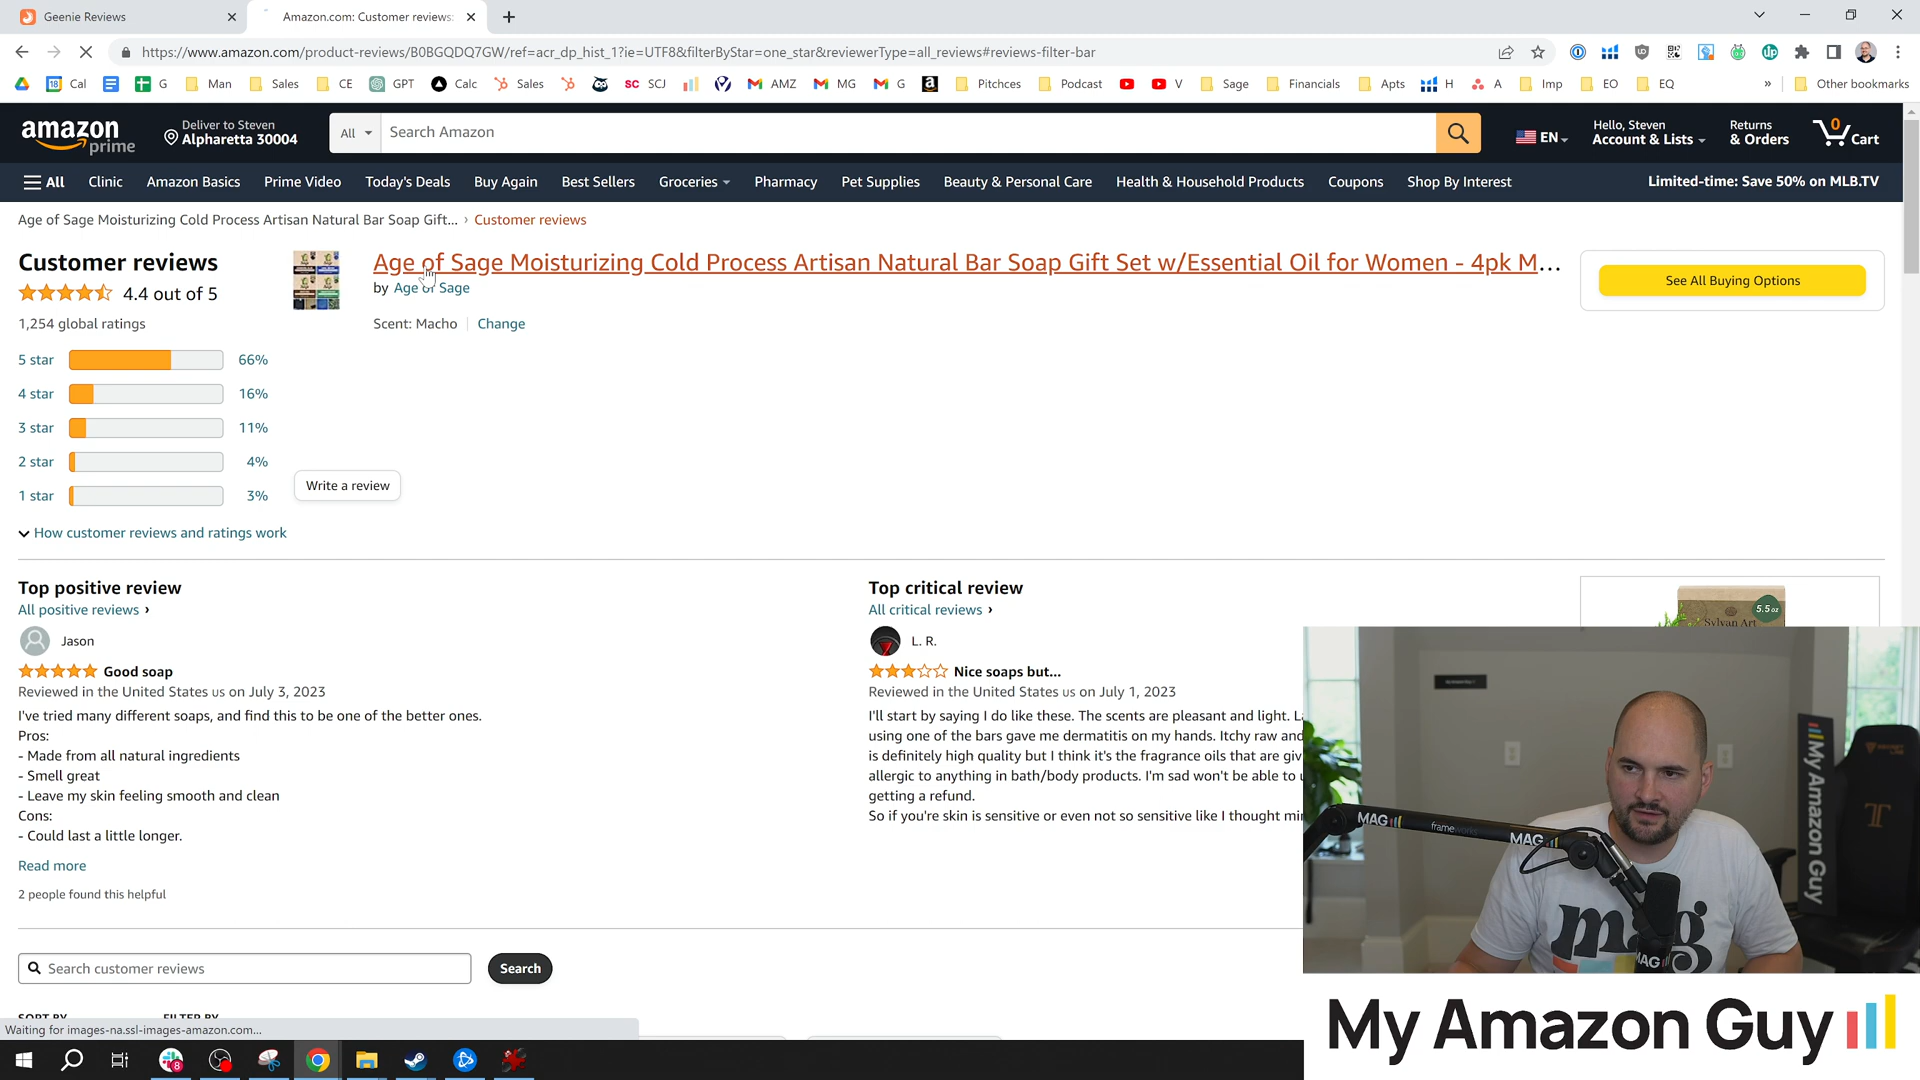 Geenie Reviews
Amazon.com: Customer reviews:
https://www.amazon.com/product-reviews/B0BGQDQ7GW/ref=acr_dp_hist_1?ie=UTF8&filterByStar=one_star&reviewerType=all_reviews#reviews-filter-bar
18 Cal G Man Sales CE GPT Calc Sales SC SCJ AMZ MG G Pitchces Podcast V Sage Financials Apts H A Imp EO EQ » Other bookmarks
amazon prime
Deliver to Steven
Alpharetta 30004
All
Search Amazon
EN
Hello, Steven
Account & Lists
Returns
& Orders
0
Cart
All Clinic Amazon Basics Prime Video Today's Deals Buy Again Best Sellers Groceries Pharmacy Pet Supplies Beauty & Personal Care Health & Household Products Coupons Shop By Interest Limited-time: Save 50% on MLB.TV
Age of Sage Moisturizing Cold Process Artisan Natural Bar Soap Gift... › Customer reviews
Customer reviews
4.4 out of 5
1,254 global ratings
5 star 66%
4 star 16%
3 star 11%
2 star 4%
1 star 3%
How customer reviews and ratings work
Age of Sage Moisturizing Cold Process Artisan Natural Bar Soap Gift Set w/Essential Oil for Women - 4pk M...
by Age of Sage
Scent: Macho | Change
Write a review
See All Buying Options
Top positive review
All positive reviews ›
Jason
Good soap
Reviewed in the United States us on July 3, 2023
I've tried many different soaps, and find this to be one of the better ones.
Pros:
- Made from all natural ingredients
- Smell great
- Leave my skin feeling smooth and clean
Cons:
- Could last a little longer.
Read more
2 people found this helpful
Top critical review
All critical reviews ›
L. R.
Nice soaps but...
Reviewed in the United States us on July 1, 2023
I'll start by saying I do like these. The scents are pleasant and light.
using one of the bars gave me dermatitis on my hands. Itchy raw and
is definitely high quality but I think it's the fragrance oils that are
allergic to anything in bath/body products. I'm sad won't be able to
getting a refund.
So if you're skin is sensitive or even not so sensitive like I thought
5.5oz
Sylvan Art
Search customer reviews
Search
SORT BY FILTER BY
Waiting for images-na.ssl-images-amazon.com...
8
MAG
frameworks
MAG
MAG
mag
My Amazon Guy
My Amazon Guy